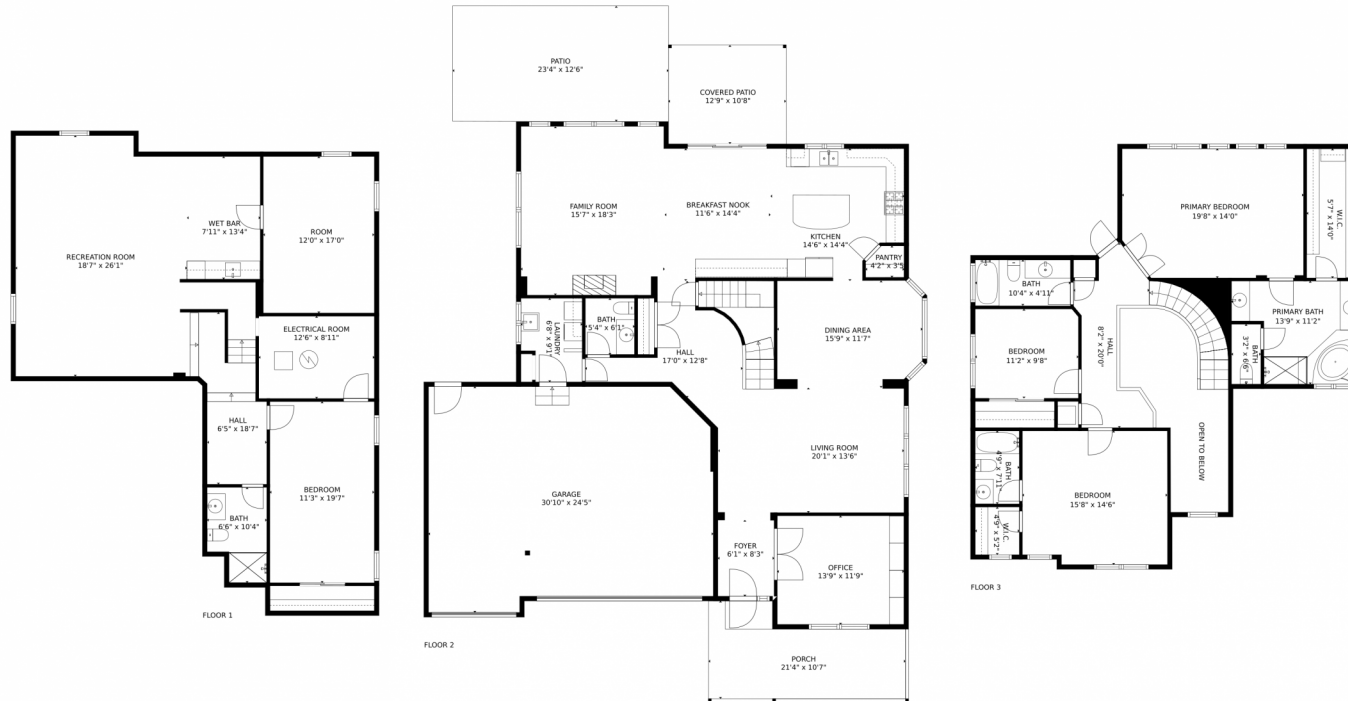 RECREATION ROOM
18'7" x 26'1"
WET BAR
7'11" x 13'4"
ROOM
12'0" x 17'0"
ELECTRICAL ROOM
12'6" x 8'11"
HALL
6'5" x 18'7"
BEDROOM
11'3" x 19'7"
BATH
6'6" x 10'4"
FLOOR 1
PATIO
23'4" x 12'6"
COVERED PATIO
12'9" x 10'8"
FAMILY ROOM
15'7" x 18'3"
BREAKFAST NOOK
11'6" x 14'4"
KITCHEN
14'6" x 14'4"
PANTRY
4'2" x 3'5"
LAUNDRY
6'8" x 9'1"
BATH
5'4" x 6'1"
HALL
17'0" x 12'8"
DINING AREA
15'9" x 11'7"
LIVING ROOM
20'1" x 13'6"
GARAGE
30'10" x 24'5"
FOYER
6'1" x 8'3"
OFFICE
13'9" x 11'9"
PORCH
21'4" x 10'7"
FLOOR 2
PRIMARY BEDROOM
19'8" x 14'0"
W.I.C.
5'7" x 14'0"
BATH
10'4" x 4'11"
HALL
8'2" x 20'0"
PRIMARY BATH
13'9" x 11'2"
BATH
3'2" x 6'6"
BEDROOM
11'2" x 9'8"
OPEN TO BELOW
BATH
4'9" x 7'11"
BEDROOM
15'8" x 14'6"
W.I.C.
4'9" x 5'2"
FLOOR 3